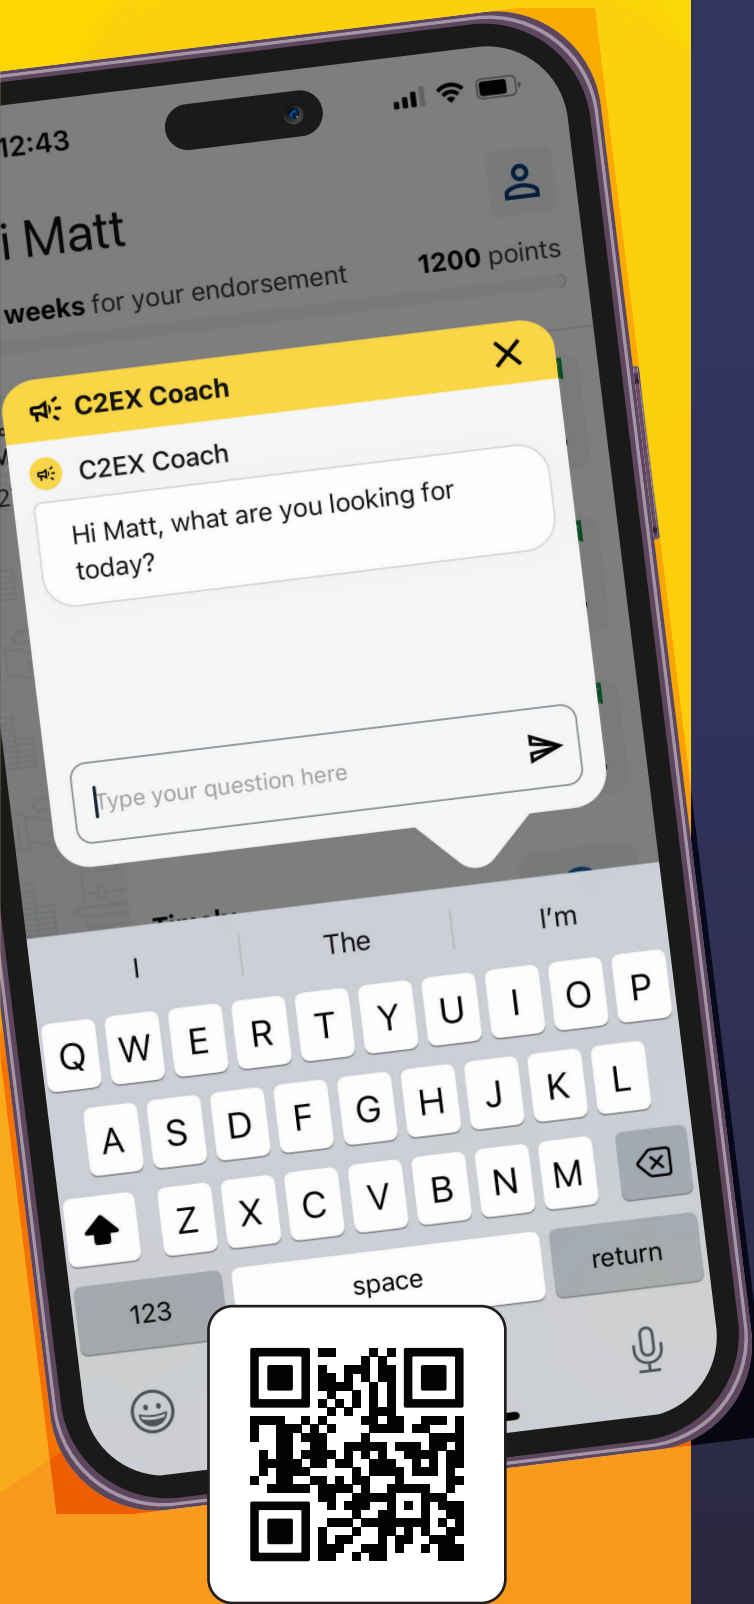 12:43
i Matt
weeks for your endorsement
1200 points
C2EX Coach
C2EX Coach
Hi Matt, what are you looking for
today?
Type your question here
I
The
I'm
Q W E R T Y U I O P
A S D F G H J K L
Z X C V B N M
123
space
return